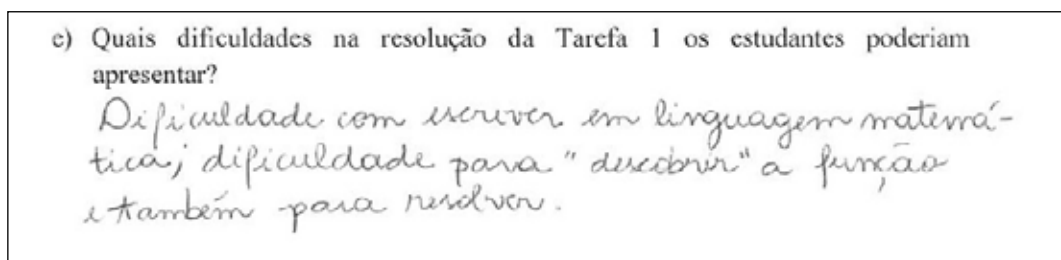 e) Quais dificuldades na resolução da Tarefa 1 os estudantes poderiam
apresentar?
Dificuldade com escrever em linguagem matemá-
tica; dificuldade para "descobrir" a função
e também para resolver.